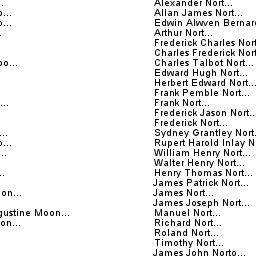 ... Alexander Nort...
o... Allan James Nort...
o... Edwin Alwven Bernard
. Arthur Nort...
Frederick Charles Nort
Charles Frederick Nort
oo... Charles Talbot Nort...
Edward Hugh Nort...
Herbert Edward Nort...
Frank Pemble Nort...
... Frank Nort...
Frederick Jason Nort...
Frederick Nort...
... Sydney Grantley Nort...
o... Rupert Harold Inlay N
... William Henry Nort...
Walter Henry Nort...
.. Henry Thomas Nort...
James Patrick Nort...
on... James Nort...
James Joseph Nort...
gustine Moon... Manuel Nort...
on... Richard Nort...
Roland Nort...
Timothy Nort...
James John Norto...